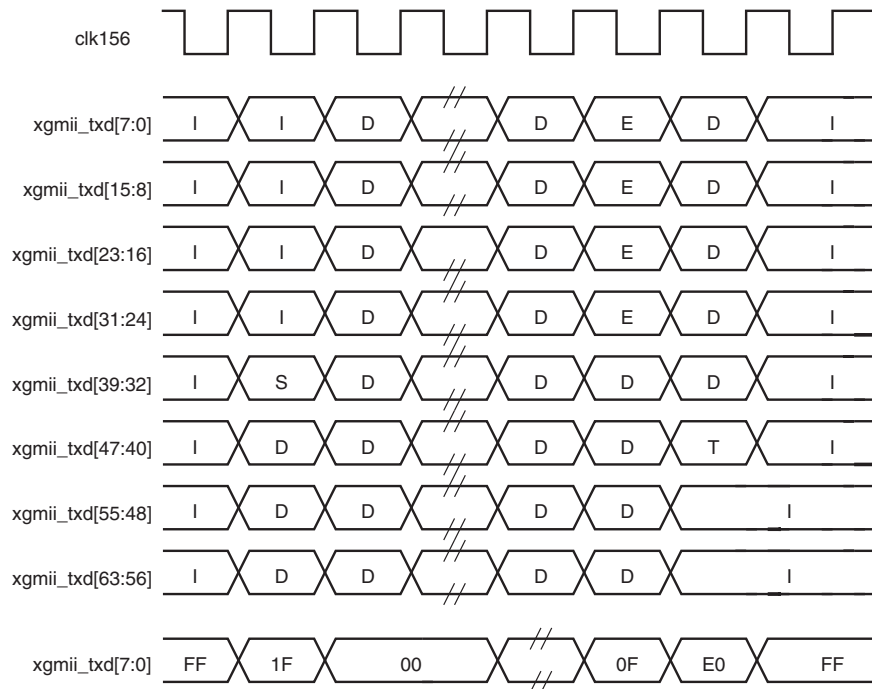 clk156
xgmii_txd[7:0] I I D D E D I
xgmii_txd[15:8] I I D D E D I
xgmii_txd[23:16] I I D D E D I
xgmii_txd[31:24] I I D D E D I
xgmii_txd[39:32] I S D D D D I
xgmii_txd[47:40] I D D D D T I
xgmii_txd[55:48] I D D D D I
xgmii_txd[63:56] I D D D D I
xgmii_txd[7:0] FF 1F 00 0F E0 FF